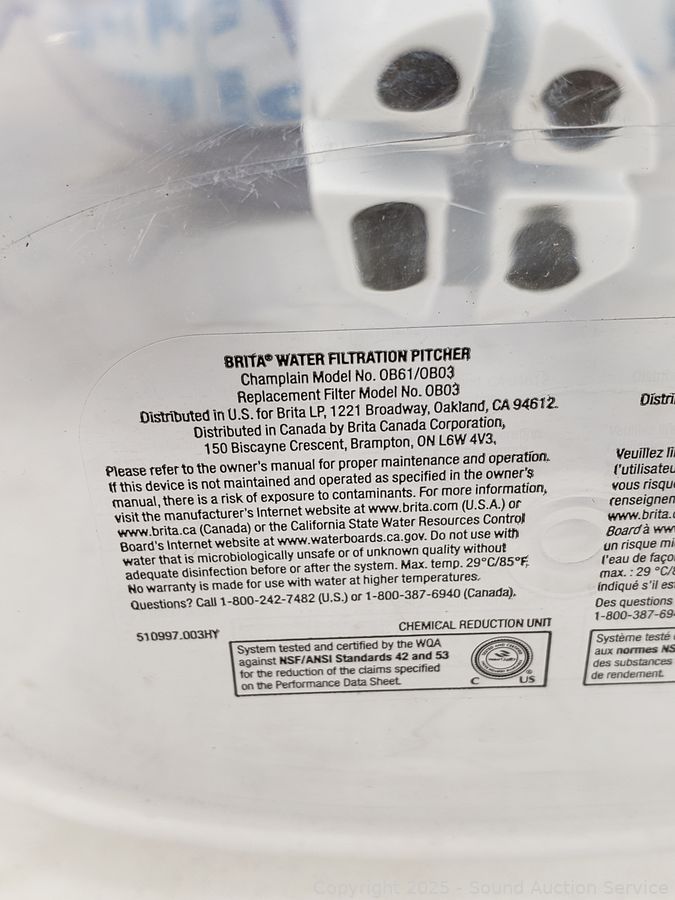 BRITA® WATER FILTRATION PITCHER
Champlain Model No. OB61/OB03
Replacement Filter Model No. OB03
Distributed in U.S. for Brita LP, 1221 Broadway, Oakland, CA 94612.
Distributed in Canada by Brita Canada Corporation,
150 Biscayne Crescent, Brampton, ON L6W 4V3,
Please refer to the owner's manual for proper maintenance and operation.
If this device is not maintained and operated as specified in the owner's
manual, there is a risk of exposure to contaminants. For more information,
visit the manufacturer's Internet website at www.brita.com (U.S.A.) or
www.brita.ca (Canada) or the California State Water Resources Control
Board's Internet website at www.waterboards.ca.gov. Do not use with
water that is microbiologically unsafe or of unknown quality without
adequate disinfection before or after the system. Max. temp. 29°C/85°F.
No warranty is made for use with water at higher temperatures.
Questions? Call 1-800-242-7482 (U.S.) or 1-800-387-6940 (Canada).
510997.003HY
CHEMICAL REDUCTION UNIT
System tested and certified by the WQA
against NSF/ANSI Standards 42 and 53
for the reduction of the claims specified
on the Performance Data Sheet.
C US
Distri
Veuillez li
l'utilisateu
vous risque
renseignen
www.brita.c
Board à ww
un risque mi
l'eau de faço
max. : 29 °C/8
indiqué s'il es
Des questions
1-800-387-69
Système testé
aux normes NS
des substances
de rendement.
Copyright 2025 - Sound Auction Service